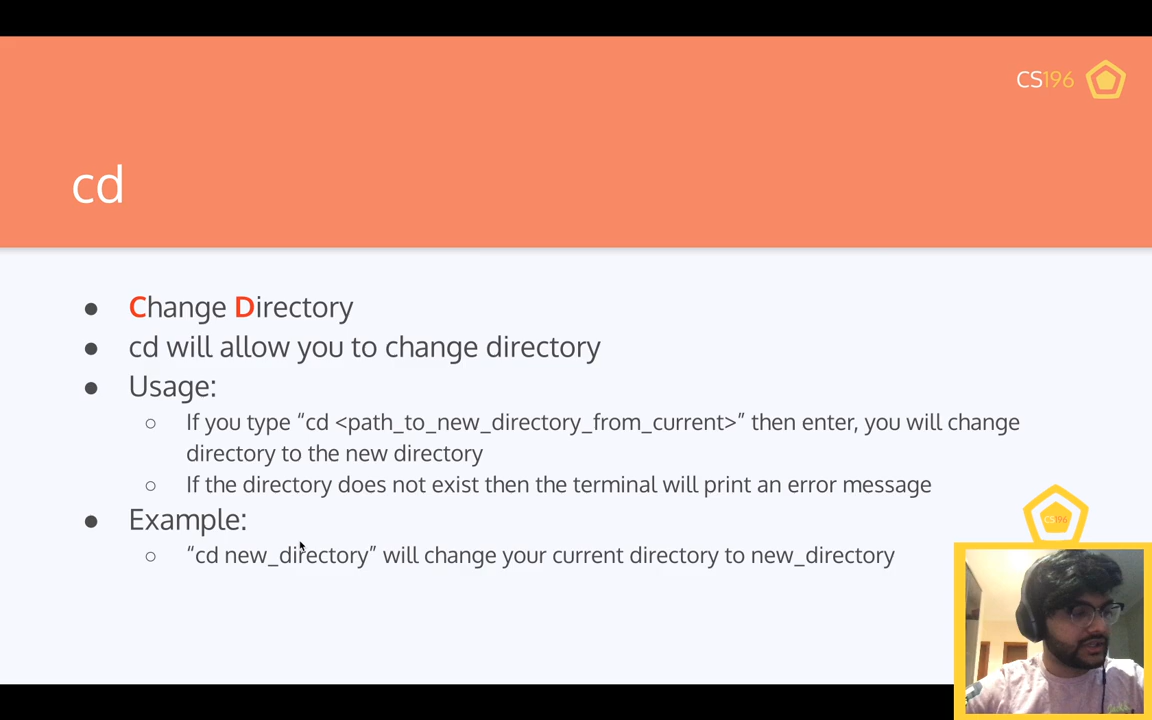 CS196
cd
● Change Directory
● cd will allow you to change directory
● Usage:
○ If you type “cd <path_to_new_directory_from_current>” then enter, you will change
directory to the new directory
○ If the directory does not exist then the terminal will print an error message
● Example:
○ “cd new_directory” will change your current directory to new_directory
CS196